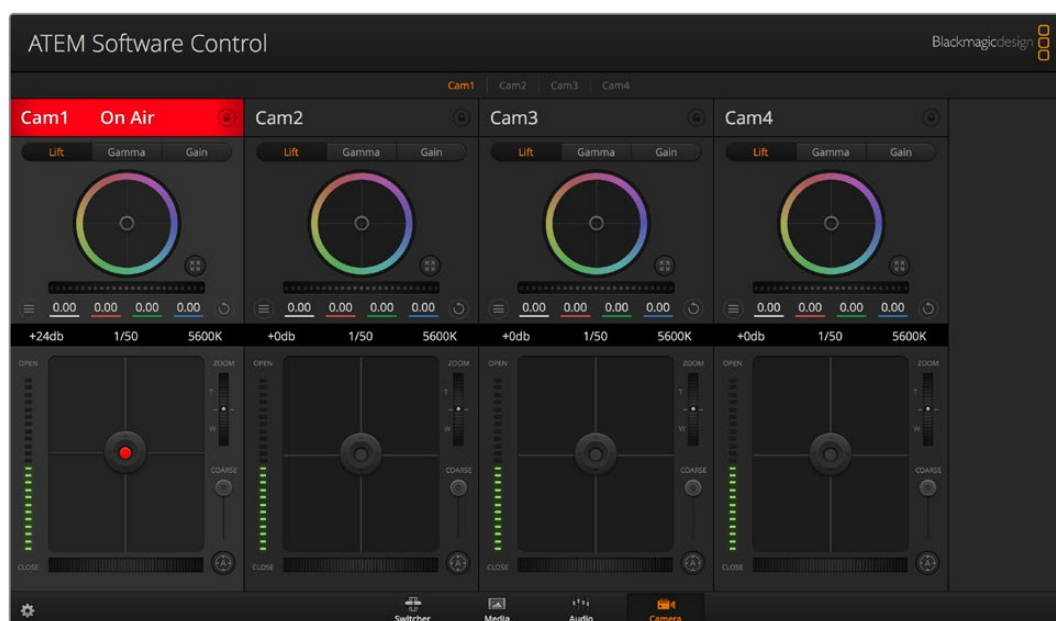 ATEM Software Control
Blackmagicdesign
Cam1 Cam2 Cam3 Cam4
Cam1 On Air Cam2 Cam3 Cam4
Lift Gamma Gain Lift Gamma Gain Lift Gamma Gain Lift Gamma Gain
0.00 0.00 0.00 0.00 0.00 0.00 0.00 0.00 0.00 0.00 0.00 0.00 0.00 0.00 0.00 0.00
+24db 1/50 5600K +0db 1/50 5600K +0db 1/50 5600K +0db 1/50 5600K
OPEN ZOOM OPEN ZOOM OPEN ZOOM OPEN ZOOM
T T T T
W W W W
COARSE COARSE COARSE COARSE
A A A A
CLOSE CLOSE CLOSE CLOSE
Switcher Media Audio Camera